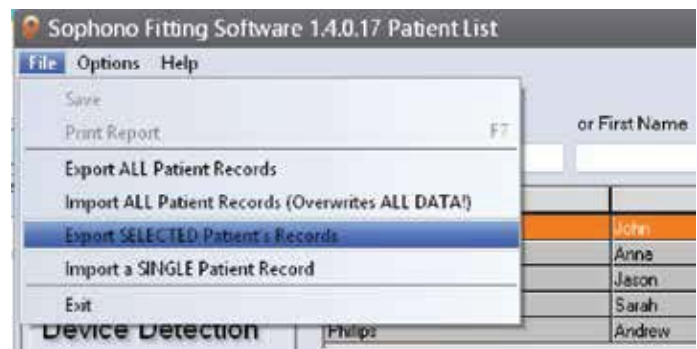 Sophono Fitting Software 1.4.0.17 Patient List
File Options Help
Save
Print Report F7
or First Name
Export ALL Patient Records
Import ALL Patient Records (Overwrites ALL DATA!)
Export SELECTED Patient's Records
John
Anna
Import a SINGLE Patient Record
Jason
Exit
Sarah
Device Detection
Philips
Andrew